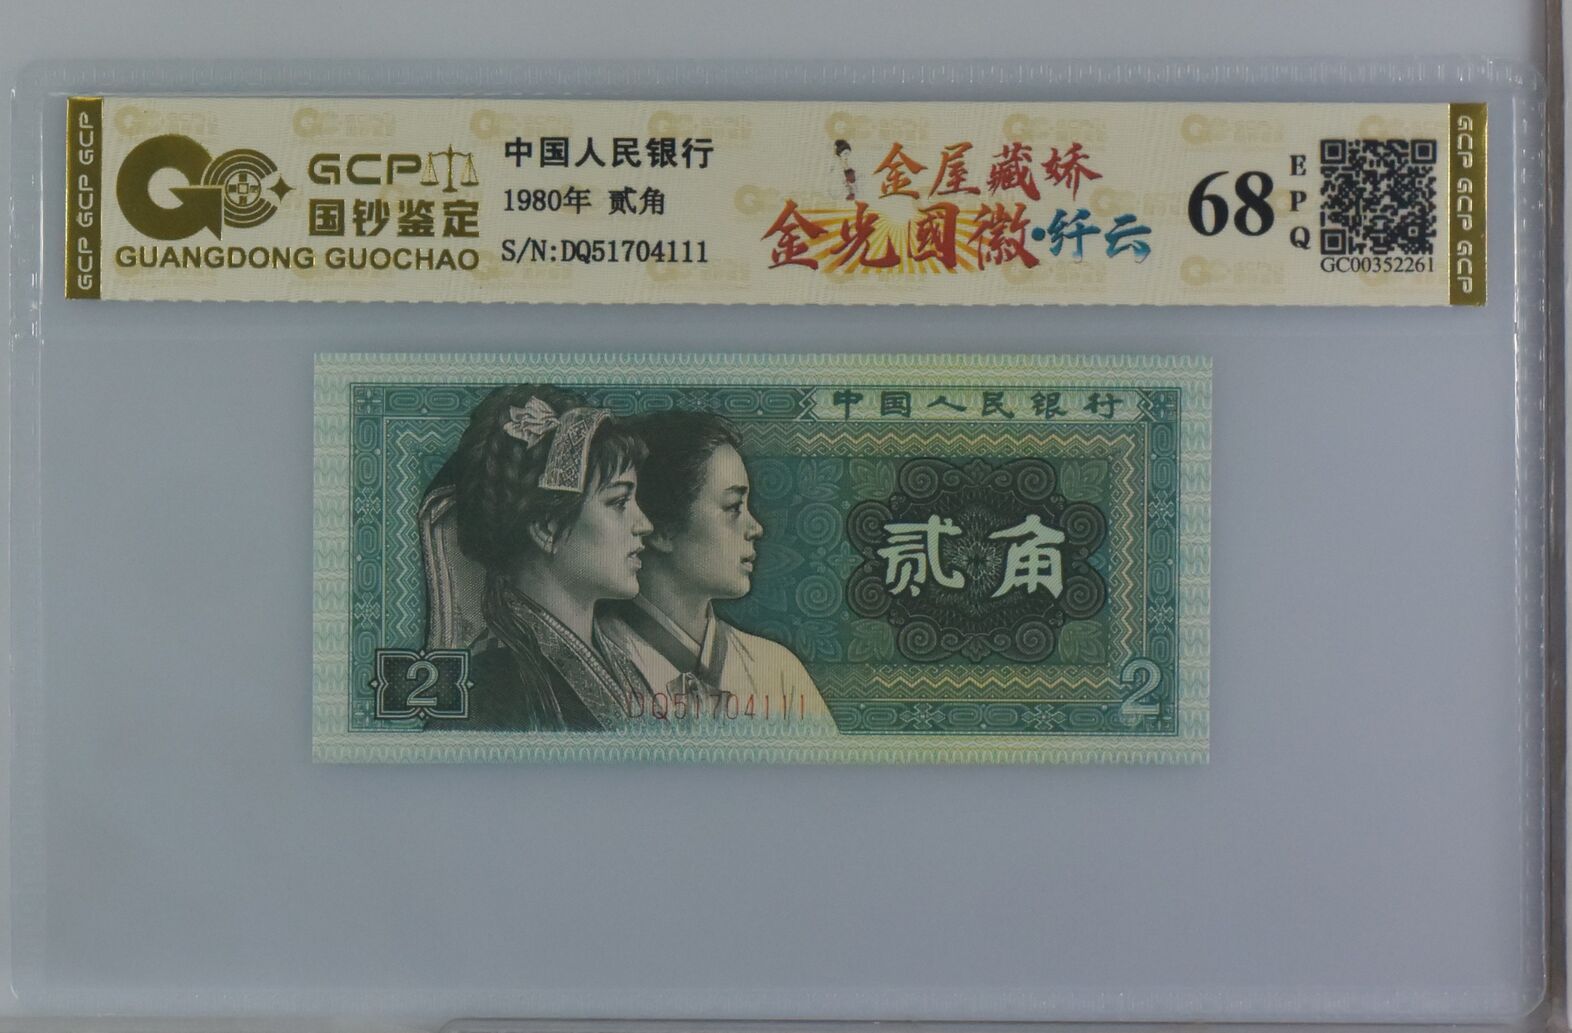 GCP GCP GCP
GCP
国钞鉴定
GUANGDONG GUOCHAO
中国人民银行
1980年 贰角
S/N:DQ51704111
金屋藏娇
金光國徽·纤云
68
EPQ
GC00352261
GCP GCP GCP
中国人民银行
贰角
2
2
DQ51704111